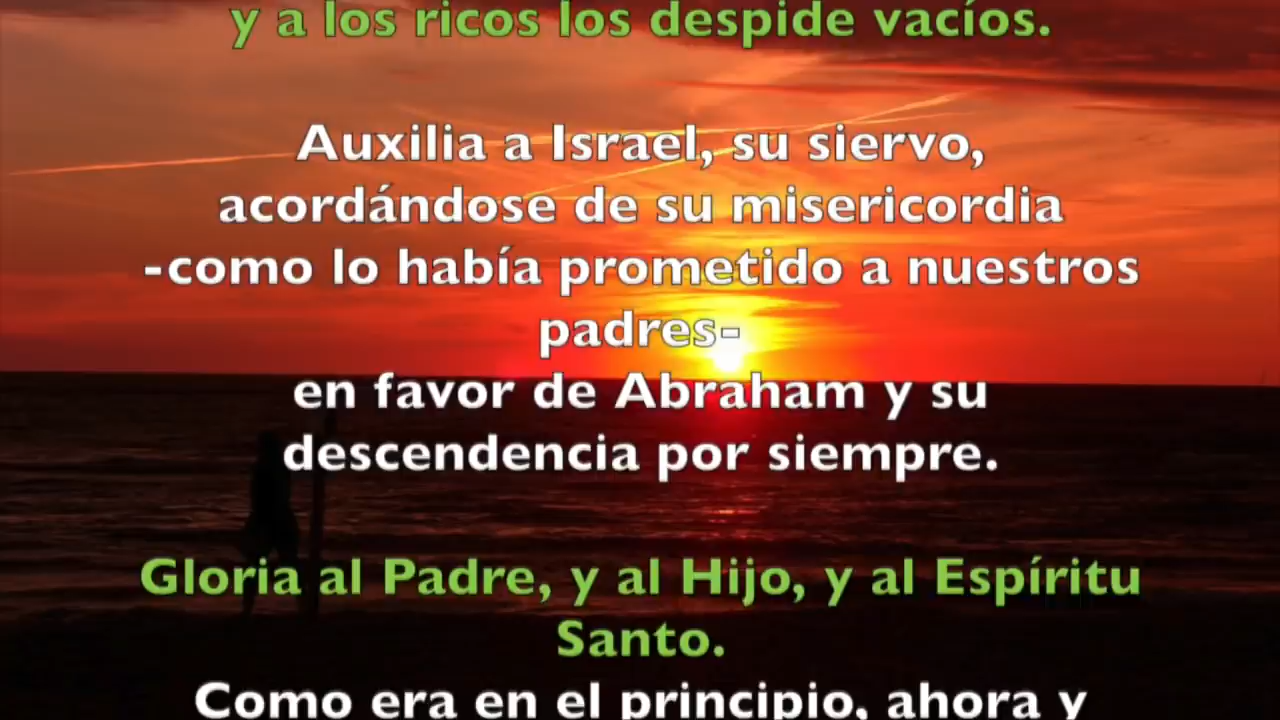 y a los ricos los despide vacíos.
Auxilia a Israel, su siervo,
acordándose de su misericordia
-como lo había prometido a nuestros
padres-
en favor de Abraham y su
descendencia por siempre.
Gloria al Padre, y al Hijo, y al Espíritu
Santo.
Como era en el principio, ahora y